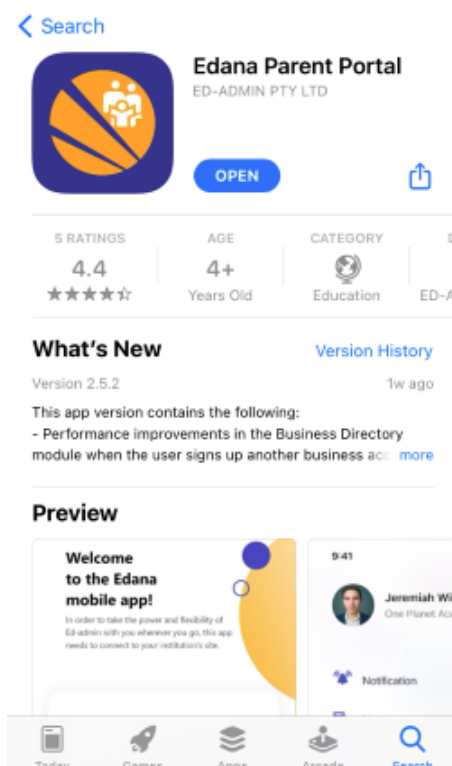 Search
Edana Parent Portal
ED-ADMIN PTY LTD
OPEN
5 RATINGS
AGE
CATEGORY
4.4
4+
Years Old
Education
ED-A
What's New
Version History
Version 2.5.2
1w ago
This app version contains the following:
- Performance improvements in the Business Directory
module when the user signs up another business acc more
Preview
Welcome
to the Edana
mobile app!
In order to take the power and flexibility of
Ed-admin with you wherever you go, this app
needs to connect to your institution's site.
9:41
Jeremiah Wi
One Planet Aca
Notification
Today
Games
Apps
Arcade
Search